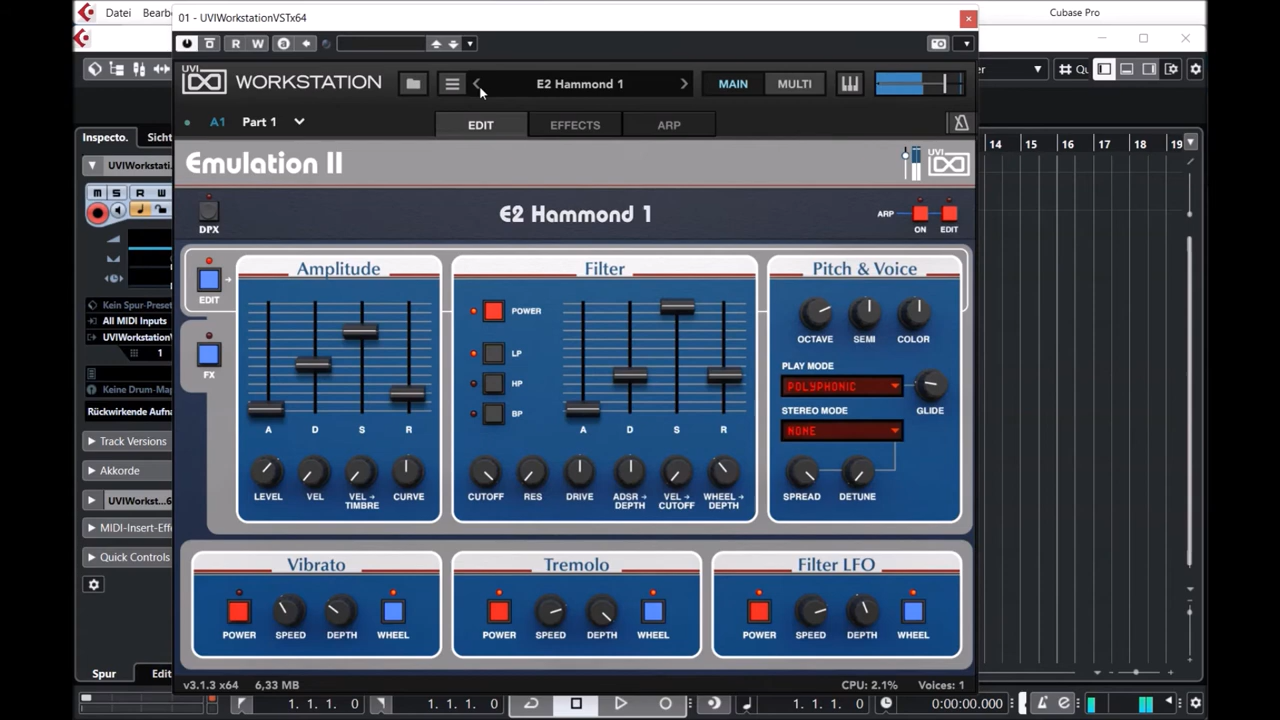 Datei Bearb
01 - UVIWorkstationVSTx64
Cubase Pro
R W
UVI
WORKSTATION
E2 Hammond 1
MAIN
MULTI
A1 Part 1
EDIT
EFFECTS
ARP
Inspecto.
Sicht
14 15 16 17 18 19
UVIWorkstati.
Emulation II
UVI
m S R W
DPX
E2 Hammond 1
ARP
ON
EDIT
Kein Spur-Preset
All MIDI Inputs
UVIWorkstation\
1
Keine Drum-Map
Rückwirkende Aufna
Track Versions
Akkorde
UVIWorkst...6
MIDI-Insert-Effe
Quick Controls
EDIT
FX
Amplitude
A D S R
LEVEL
VEL
VEL→
TIMBRE
CURVE
Filter
POWER
LP
HP
BP
A D S R
CUTOFF
RES
DRIVE
ADSR→
DEPTH
VEL→
CUTOFF
WHEEL→
DEPTH
Pitch & Voice
OCTAVE
SEMI
COLOR
PLAY MODE
POLYPHONIC
GLIDE
STEREO MODE
NONE
SPREAD
DETUNE
Vibrato
POWER
SPEED
DEPTH
WHEEL
Tremolo
POWER
SPEED
DEPTH
WHEEL
Filter LFO
POWER
SPEED
DEPTH
WHEEL
Spur
Edit
v3.1.3 x64
6,33 MB
CPU: 2.1%
Voices: 1
1. 1. 1. 0
1. 1. 1. 0
1. 1. 1. 0
0:00:00.000